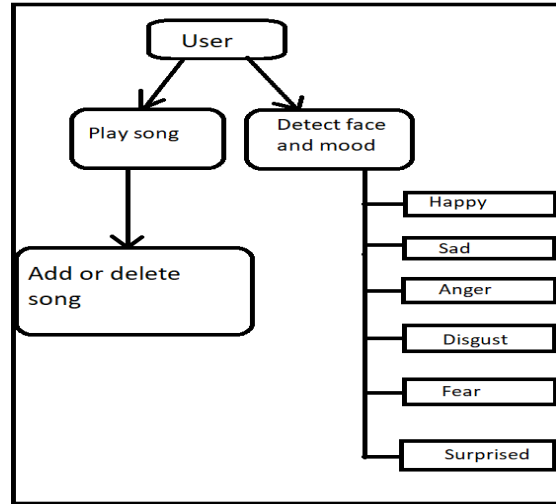 User
Play song
Detect face
and mood
Add or delete
song
Happy
Sad
Anger
Disgust
Fear
Surprised